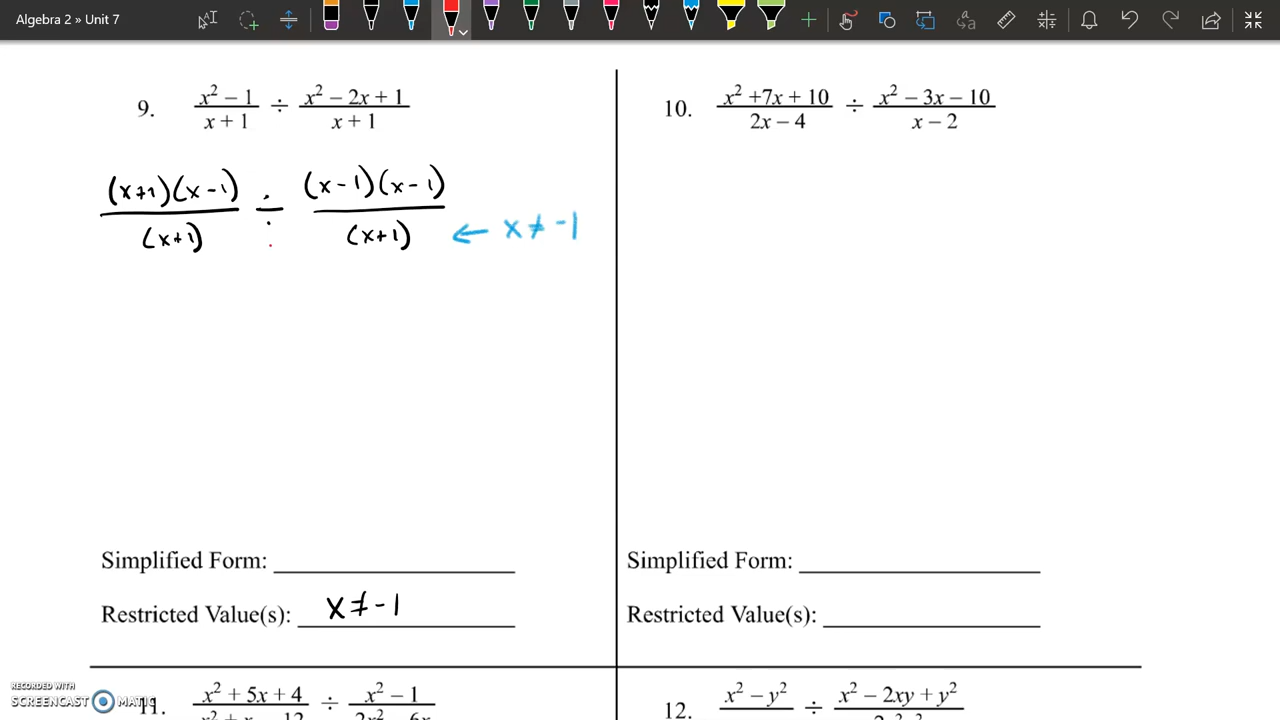 Algebra 2 » Unit 7
9. (x² − 1)/(x + 1) ÷ (x² − 2x + 1)/(x + 1)
((x+1)(x-1))/(x+1) ÷ ((x-1)(x-1))/(x+1) ← x ≠ -1
Simplified Form:
Restricted Value(s): x ≠ -1
10. (x² +7x + 10)/(2x − 4) ÷ (x² − 3x − 10)/(x − 2)
Simplified Form:
Restricted Value(s):
11. x² + 5x + 4 ÷ x² − 1
12. x² − y² ÷ x² − 2xy + y²
RECORDED WITH
SCREENCAST MATIC